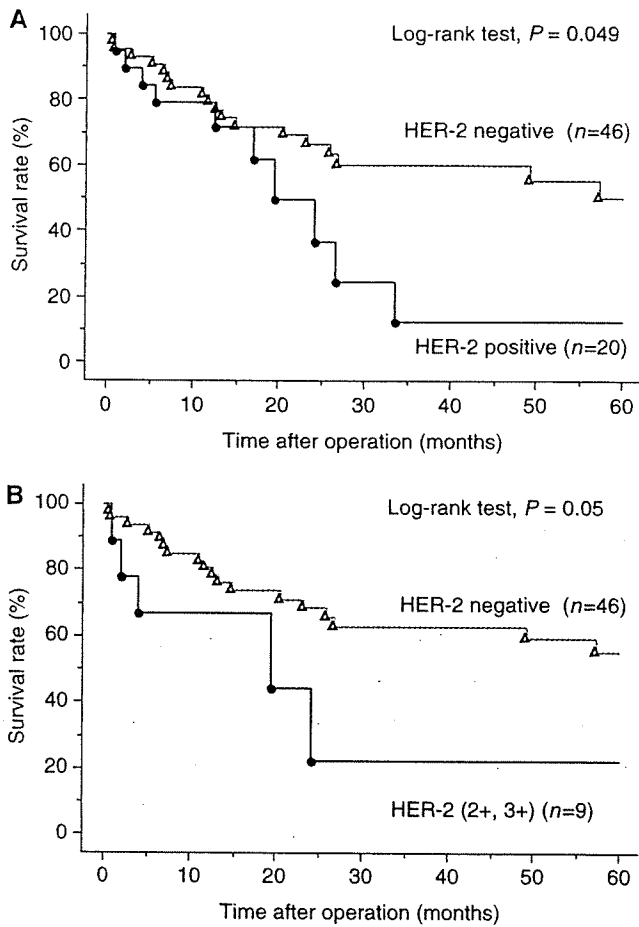 A
Log-rank test, P = 0.049
100
80
60
40
20
0
Survival rate (%)
HER-2 negative (n=46)
HER-2 positive (n=20)
0 10 20 30 40 50 60
Time after operation (months)
B
Log-rank test, P = 0.05
100
80
60
40
20
0
Survival rate (%)
HER-2 negative (n=46)
HER-2 (2+, 3+) (n=9)
0 10 20 30 40 50 60
Time after operation (months)